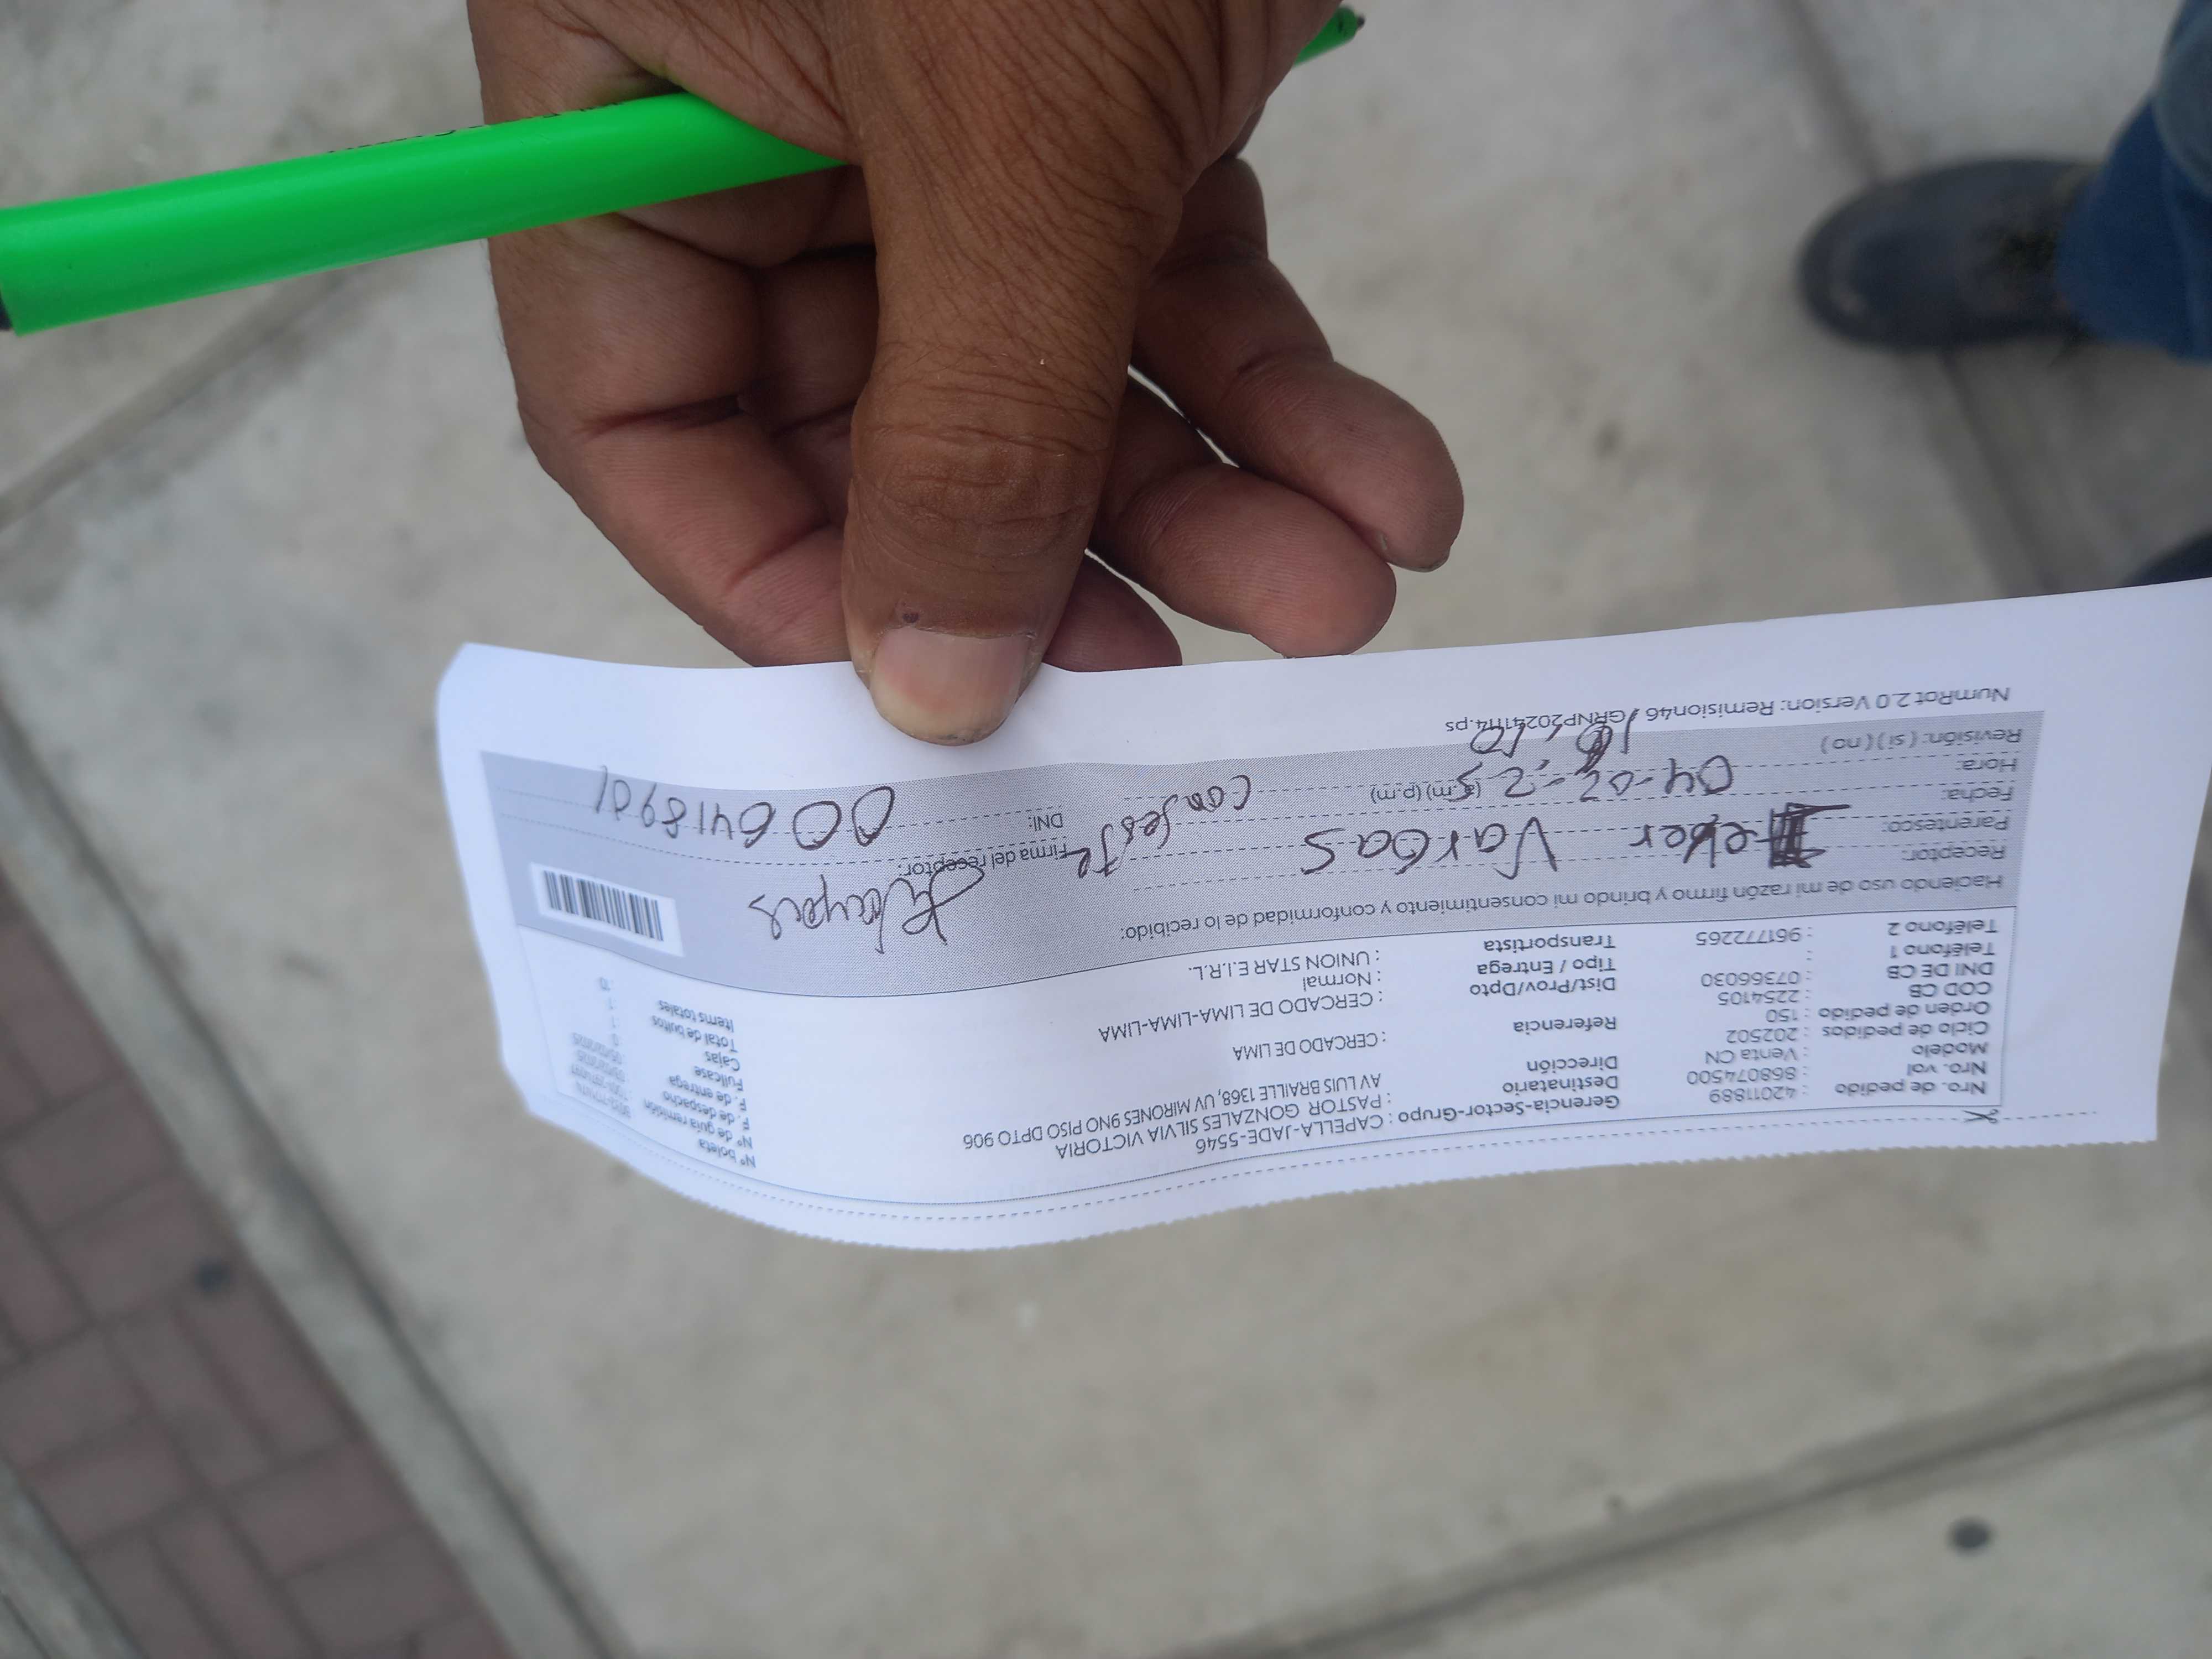 Nro. de pedido : 42011889
Nro. vol : 868074500
Modelo : Venta CN
Ciclo de pedidos : 202502
Orden de pedido : 150
COD CB : 2254105
DNI DE CB : 07366030
Teléfono 1 :
Teléfono 2 : 961772265
Gerencia-Sector-Grupo : CAPELLA-JADE-5546
Destinatario : PASTOR GONZALES SILVIA VICTORIA
Dirección AV LUIS BRAILLE 1368, UV MIRONES 9NO PISO DPTO 906
Referencia : CERCADO DE LIMA
Dist/Prov/Dpto : CERCADO DE LIMA-LIMA-LIMA
Tipo / Entrega : Normal
Transportista : UNION STAR E.I.R.L.
Nº boleta
Nº de guía remisión
F. de despacho
F. de entrega
Fullcase
Cajas
Total de bultos : 1
Items totales
Haciendo uso de mi razón firmo y brindo mi consentimiento y conformidad de lo recibido:
Receptor: Heber Vargas
Parentesco: conserje
Fecha: 04-02-25
Hora: (a.m) (p.m)
Revisión: ( si ) ( no )
Firma del receptor:
DNI: 006418901
NumRot 2.0 Version: Remision46 /GRNP20241114.ps